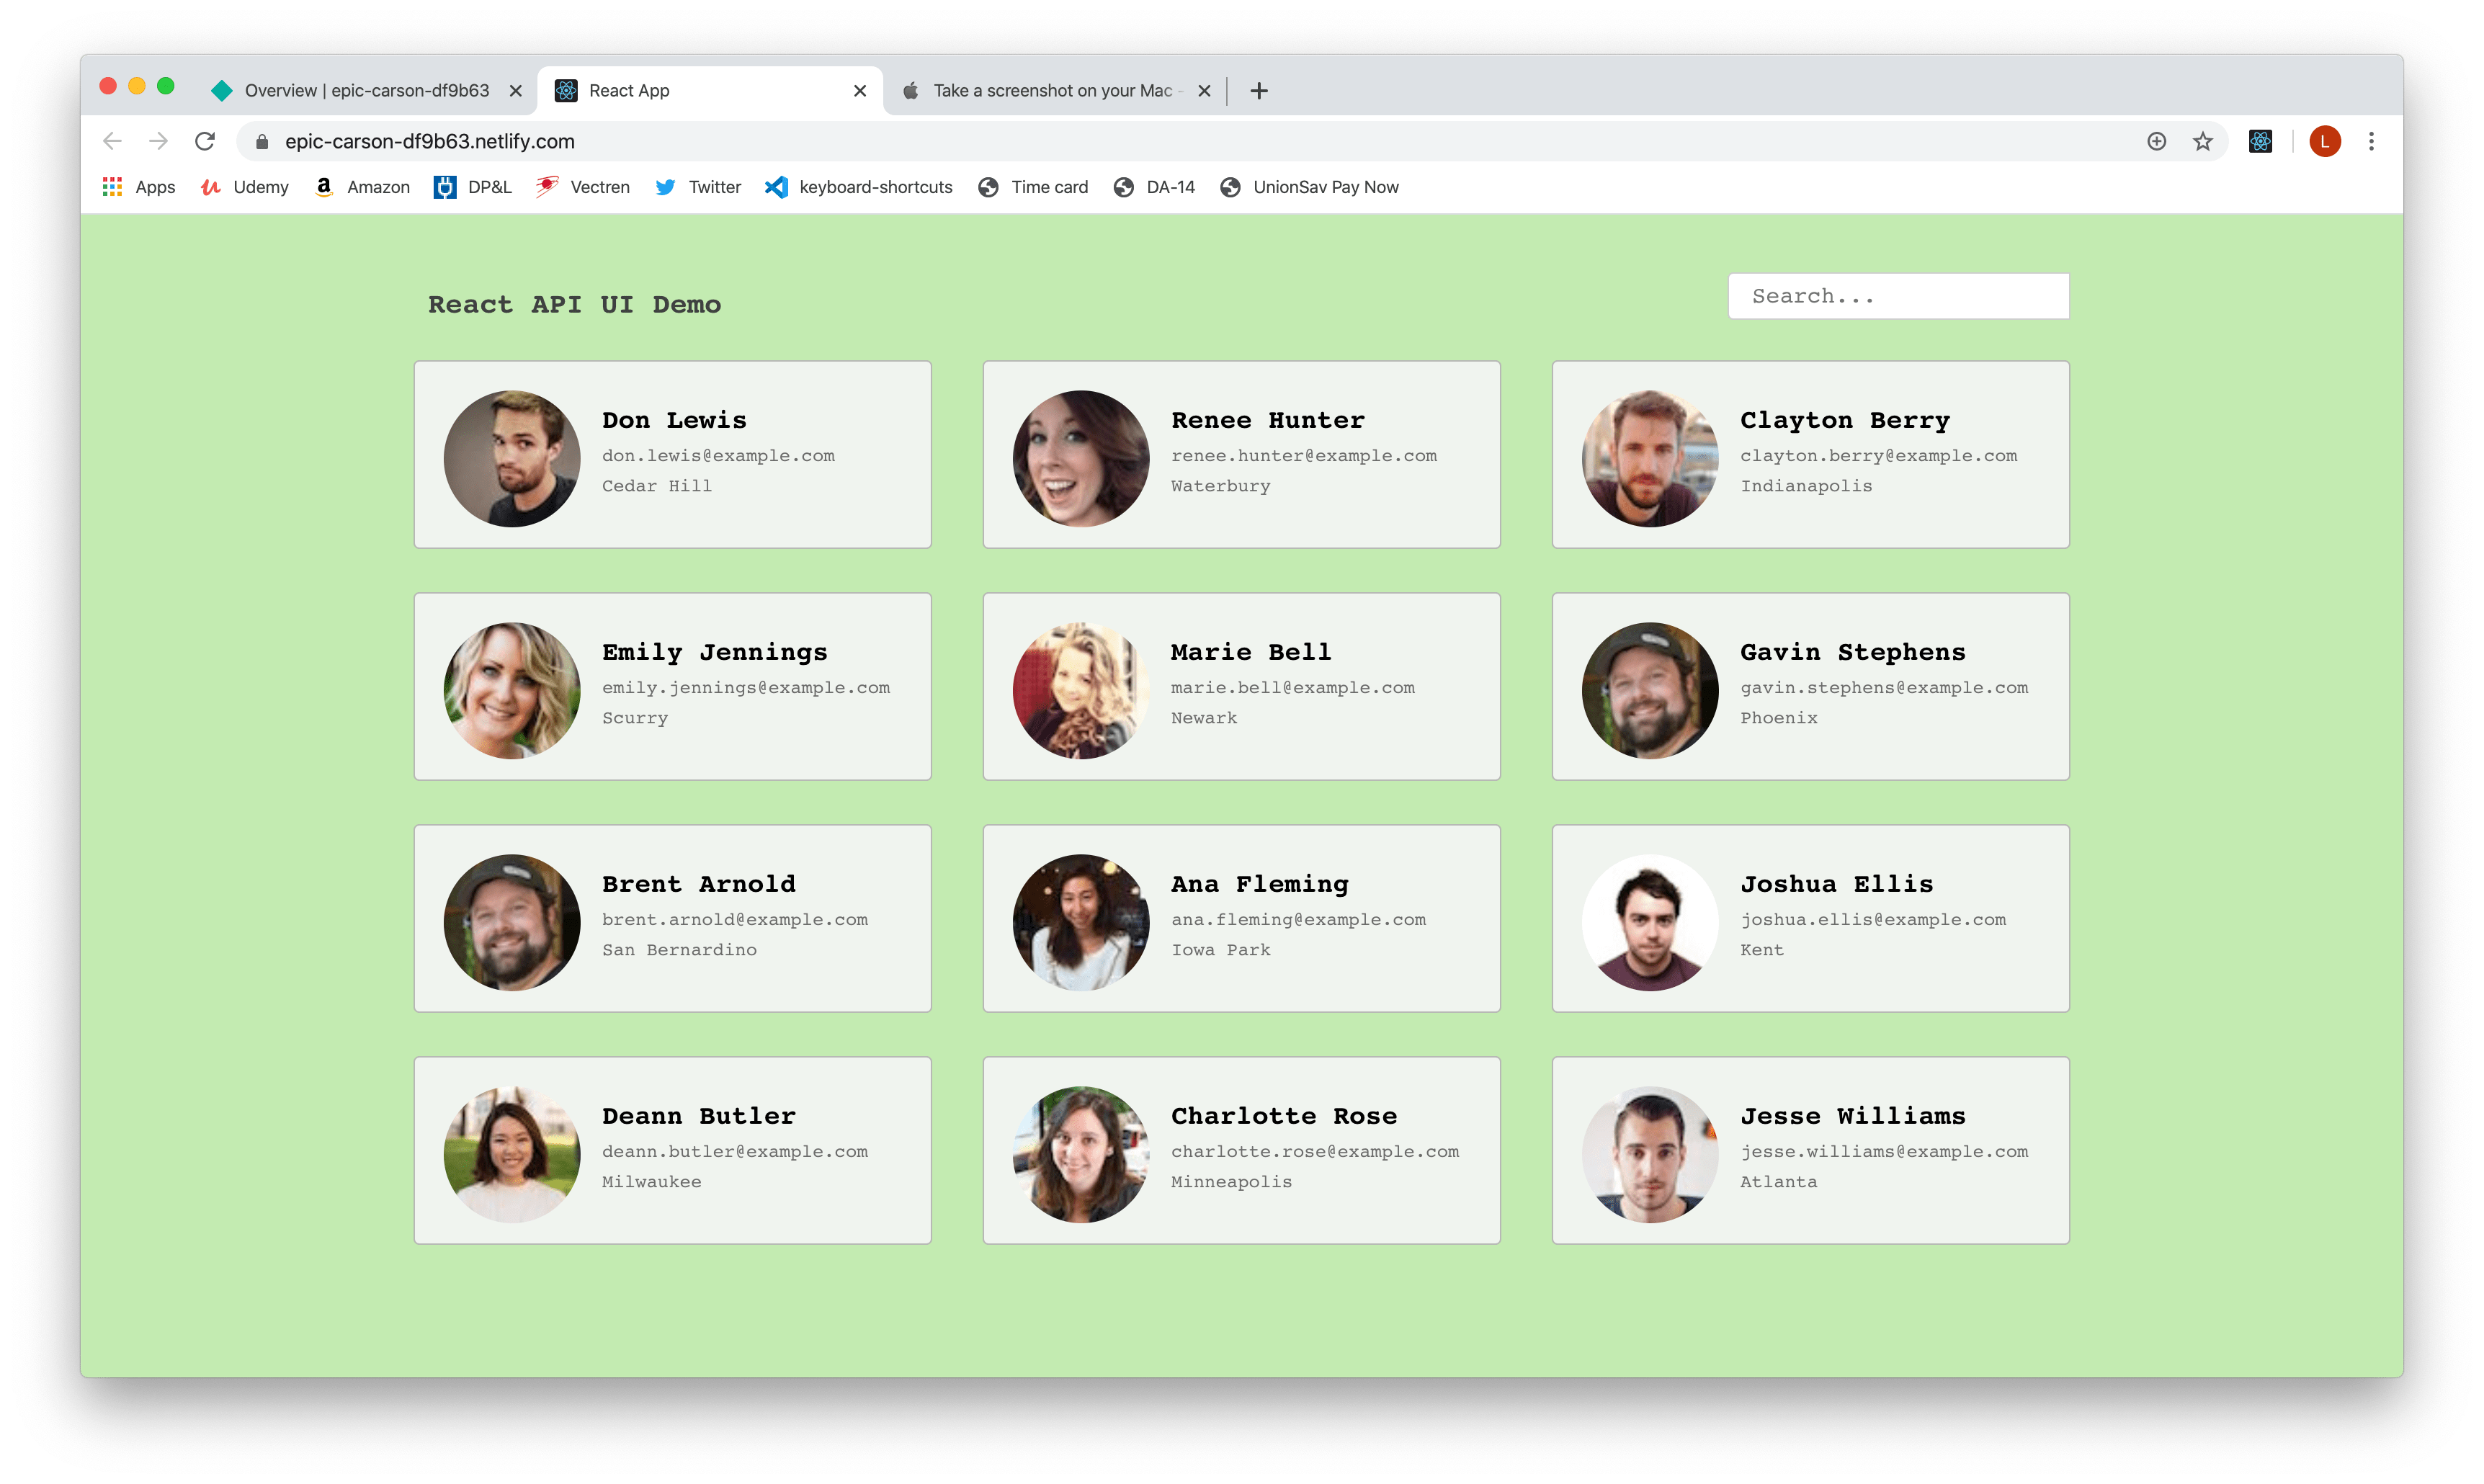 Overview | epic-carson-df9b63
React App
Take a screenshot on your Mac -
epic-carson-df9b63.netlify.com
L
Apps
Udemy
Amazon
DP&L
Vectren
Twitter
keyboard-shortcuts
Time card
DA-14
UnionSav Pay Now
React API UI Demo
Search...
Don Lewis
don.lewis@example.com
Cedar Hill
Renee Hunter
renee.hunter@example.com
Waterbury
Clayton Berry
clayton.berry@example.com
Indianapolis
Emily Jennings
emily.jennings@example.com
Scurry
Marie Bell
marie.bell@example.com
Newark
Gavin Stephens
gavin.stephens@example.com
Phoenix
Brent Arnold
brent.arnold@example.com
San Bernardino
Ana Fleming
ana.fleming@example.com
Iowa Park
Joshua Ellis
joshua.ellis@example.com
Kent
Deann Butler
deann.butler@example.com
Milwaukee
Charlotte Rose
charlotte.rose@example.com
Minneapolis
Jesse Williams
jesse.williams@example.com
Atlanta